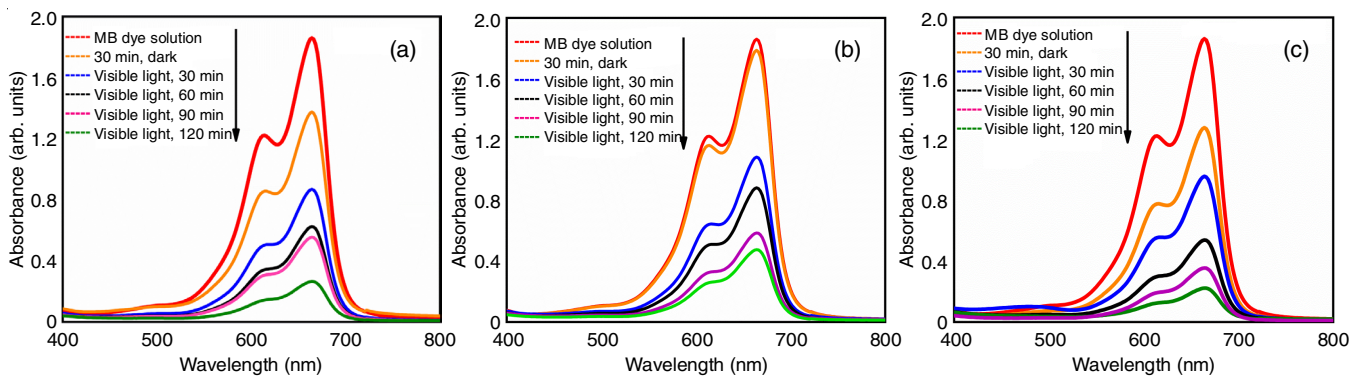 2.0
1.6
1.2
0.8
0.4
0
Absorbance (arb. units)
MB dye solution
30 min, dark
Visible light, 30 min
Visible light, 60 min
Visible light, 90 min
Visible light, 120 min
(a)
400 500 600 700 800
Wavelength (nm)
2.0
1.6
1.2
0.8
0.4
0
Absorbance (arb. units)
MB dye solution
30 min, dark
Visible light, 30 min
Visible light, 60 min
Visible light, 90 min
Visible light, 120 min
(b)
400 500 600 700 800
Wavelength (nm)
2.0
1.6
1.2
0.8
0.4
0
Absorbance (arb. units)
MB dye solution
30 min, dark
Visible light, 30 min
Visible light, 60 min
Visible light, 90 min
Visible light, 120 min
(c)
400 500 600 700 800
Wavelength (nm)